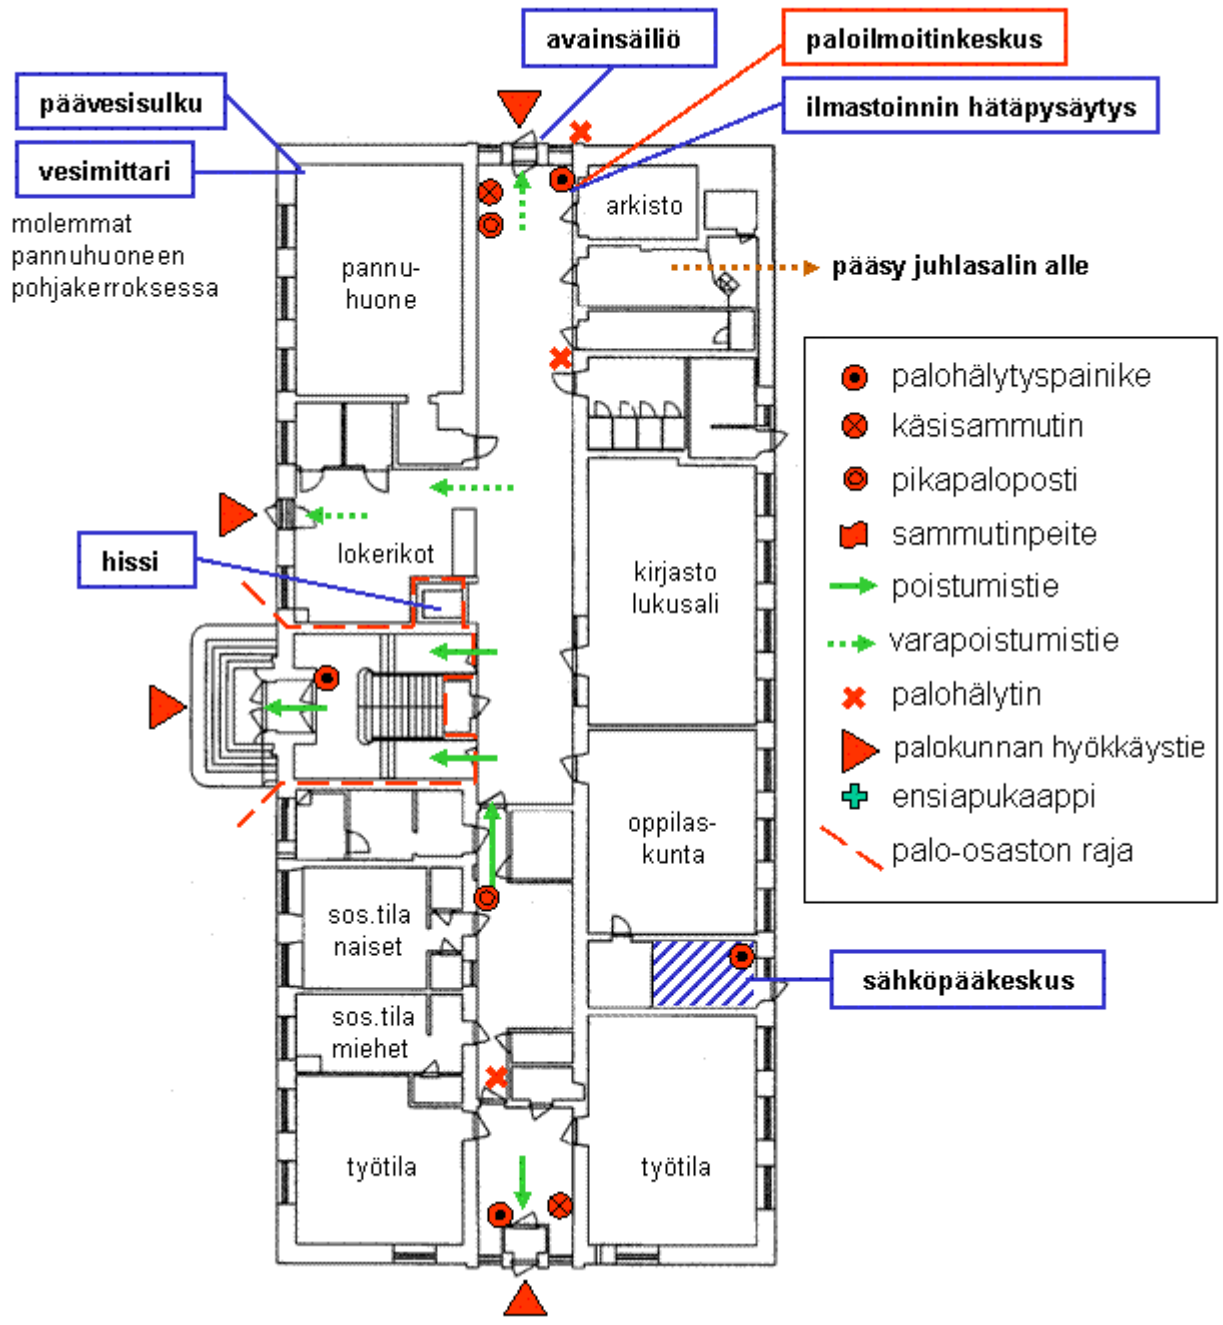 avainsäiliö
paloilmoitinkeskus
päävesisulku
ilmastoinnin hätäpysäytys
vesimittari
molemmat
pannuhuoneen
pohjakerroksessa
arkisto
pannu-
huone
pääsy juhlasalin alle
palohälytyspainike
käsisammutin
pikapaloposti
sammutinpeite
poistumistie
varapoistumistie
palohälytin
palokunnan hyökkäystie
ensiapukaappi
palo-osaston raja
hissi
lokerikot
kirjasto
lukusali
oppilas-
kunta
sos.tila
naiset
sähköpääkeskus
sos.tila
miehet
työtila
työtila